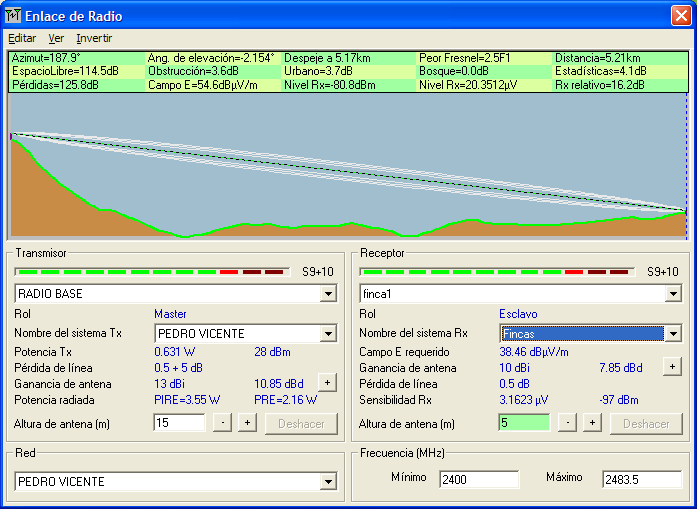 Enlace de Radio
Editar Ver Invertir
Azimut=187.9° Ang. de elevación=-2.154° Despeje a 5.17km Peor Fresnel=2.5F1 Distancia=5.21km
EspacioLibre=114.5dB Obstrucción=3.6dB Urbano=3.7dB Bosque=0.0dB Estadísticas=4.1dB
Pérdidas=125.8dB Campo E=54.6dBµV/m Nivel Rx=-80.8dBm Nivel Rx=20.3512µV Rx relativo=16.2dB
Transmisor
S9+10
RADIO BASE
Rol Master
Nombre del sistema Tx PEDRO VICENTE
Potencia Tx 0.631 W 28 dBm
Pérdida de línea 0.5 + 5 dB
Ganancia de antena 13 dBi 10.85 dBd +
Potencia radiada PIRE=3.55 W PRE=2.16 W
Altura de antena (m) 15 - + Deshacer
Red
PEDRO VICENTE
Receptor
S9+10
finca1
Rol Esclavo
Nombre del sistema Rx Fincas
Campo E requerido 38.46 dBµV/m
Ganancia de antena 10 dBi 7.85 dBd +
Pérdida de línea 0.5 dB
Sensibilidad Rx 3.1623 µV -97 dBm
Altura de antena (m) 5 - + Deshacer
Frecuencia (MHz)
Mínimo 2400 Máximo 2483.5